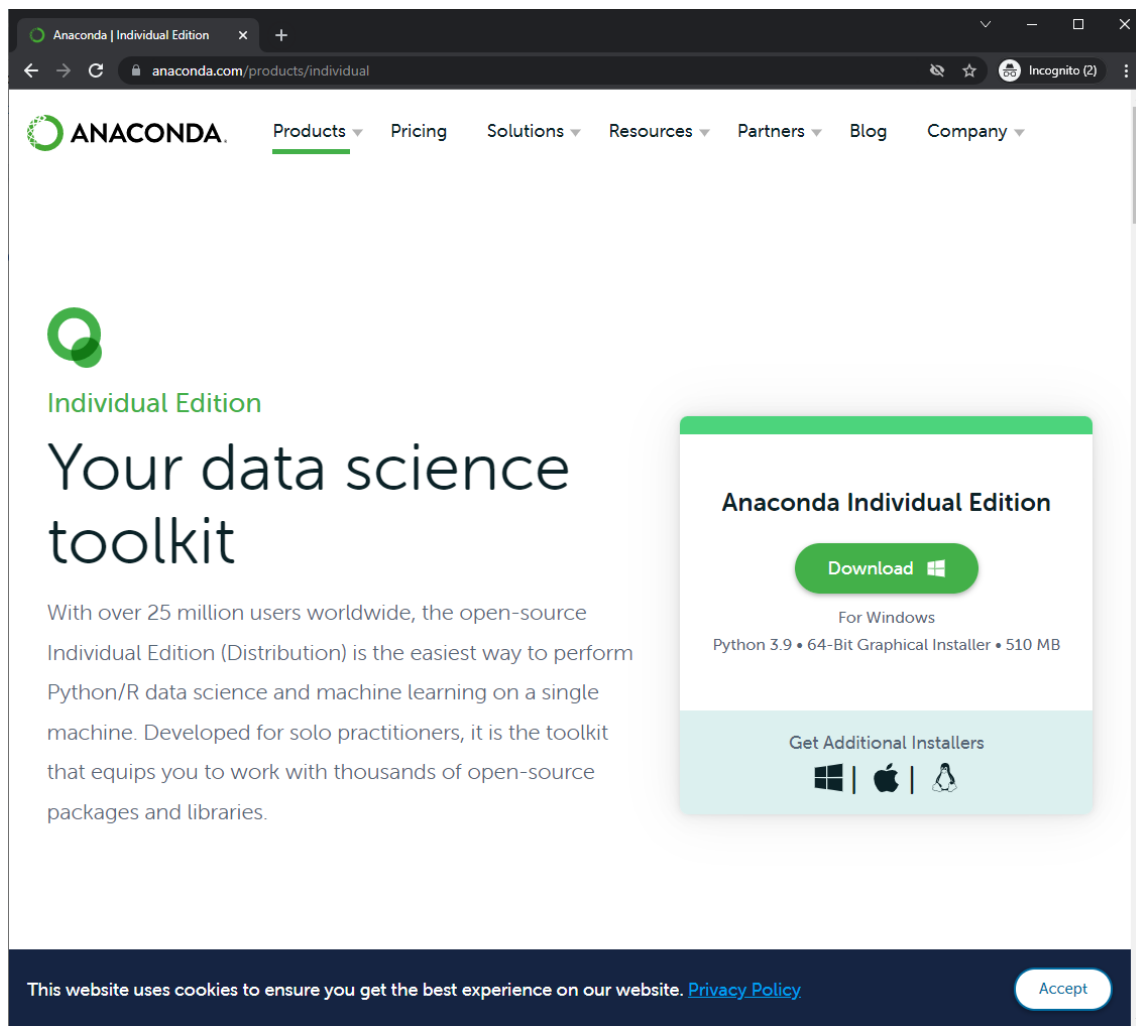 Anaconda | Individual Edition
anaconda.com/products/individual
Incognito (2)
ANACONDA.
Products Pricing Solutions Resources Partners Blog Company
Individual Edition
Your data science
toolkit
With over 25 million users worldwide, the open-source
Individual Edition (Distribution) is the easiest way to perform
Python/R data science and machine learning on a single
machine. Developed for solo practitioners, it is the toolkit
that equips you to work with thousands of open-source
packages and libraries.
Anaconda Individual Edition
Download
For Windows
Python 3.9 • 64-Bit Graphical Installer • 510 MB
Get Additional Installers
| |
This website uses cookies to ensure you get the best experience on our website. Privacy Policy
Accept